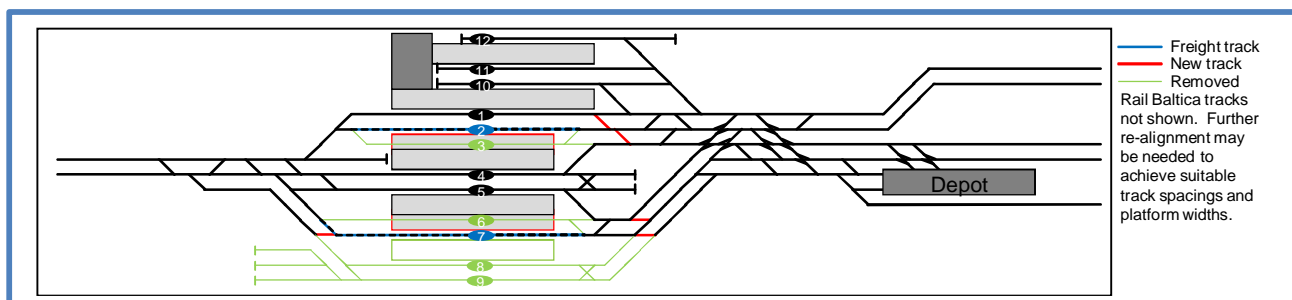 12
11
10
1
2
3
4
5
6
7
8
9
Depot
Freight track
New track
Removed
Rail Baltica tracks
not shown. Further
re-alignment may
be needed to
achieve suitable
track spacings and
platform widths.